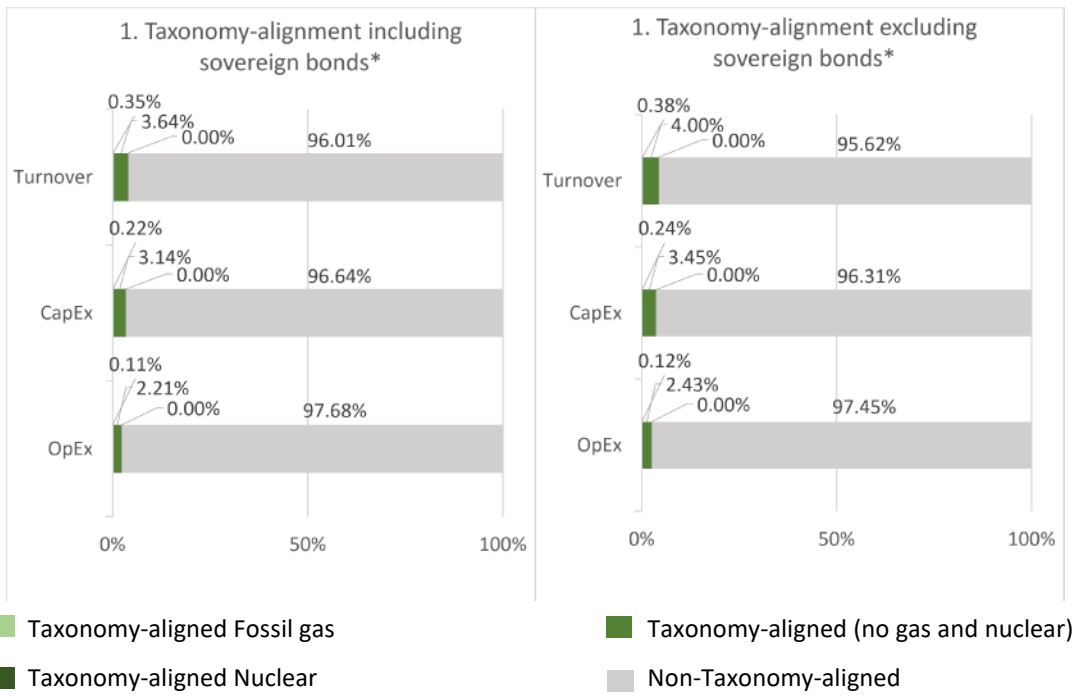 1. Taxonomy-alignment including
sovereign bonds*
0.35%
3.64%
0.00%
96.01%
Turnover
0.22%
3.14%
0.00%
96.64%
CapEx
0.11%
2.21%
0.00%
97.68%
OpEx
0%
50%
100%
1. Taxonomy-alignment excluding
sovereign bonds*
0.38%
4.00%
0.00%
95.62%
Turnover
0.24%
3.45%
0.00%
96.31%
CapEx
0.12%
2.43%
0.00%
97.45%
OpEx
0%
50%
100%
Taxonomy-aligned Fossil gas
Taxonomy-aligned (no gas and nuclear)
Taxonomy-aligned Nuclear
Non-Taxonomy-aligned